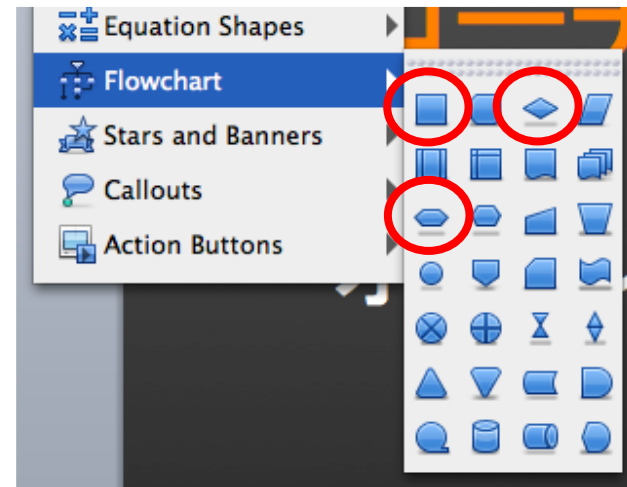 Equation Shapes
Flowchart
Stars and Banners
Callouts
Action Buttons